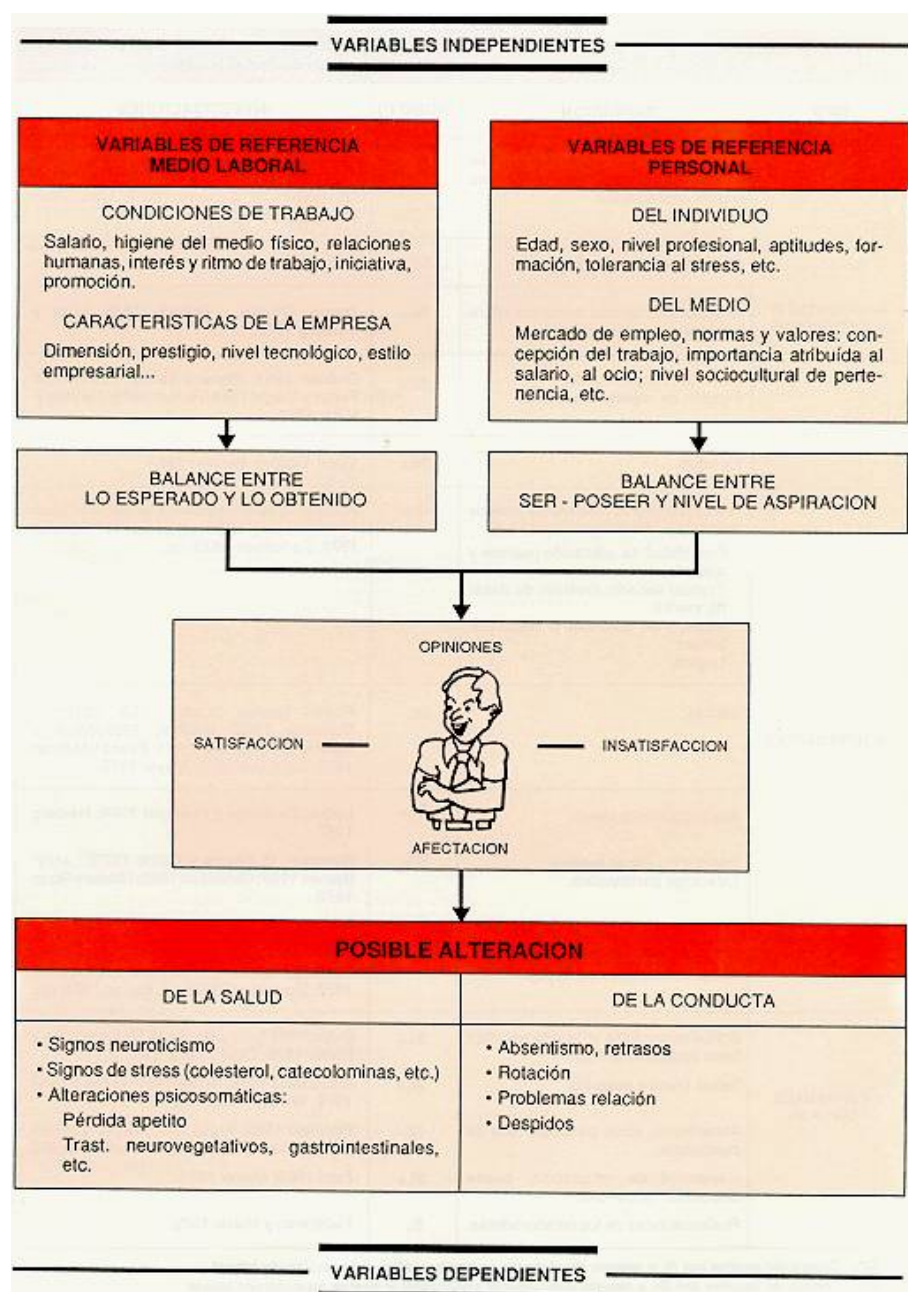 VARIABLES INDEPENDIENTES
VARIABLES DE REFERENCIA
MEDIO LABORAL
CONDICIONES DE TRABAJO
Salario, higiene del medio físico, relaciones
humanas, interés y ritmo de trabajo, iniciativa,
promoción.
CARACTERISTICAS DE LA EMPRESA
Dimensión, prestigio, nivel tecnológico, estilo
empresarial...
VARIABLES DE REFERENCIA
PERSONAL
DEL INDIVIDUO
Edad, sexo, nivel profesional, aptitudes, for-
mación, tolerancia al stress, etc.
DEL MEDIO
Mercado de empleo, normas y valores: con-
cepción del trabajo, importancia atribuída al
salario, al ocio; nivel sociocultural de perte-
nencia, etc.
BALANCE ENTRE
LO ESPERADO Y LO OBTENIDO
BALANCE ENTRE
SER - POSEER Y NIVEL DE ASPIRACION
OPINIONES
SATISFACCION
INSATISFACCION
AFECTACION
POSIBLE ALTERACION
DE LA SALUD
• Signos neuroticismo
• Signos de stress (colesterol, catecolominas, etc.)
• Alteraciones psicosomáticas:
Pérdida apetito
Trast. neurovegetativos, gastrointestinales,
etc.
DE LA CONDUCTA
• Absentismo, retrasos
• Rotación
• Problemas relación
• Despidos
VARIABLES DEPENDIENTES